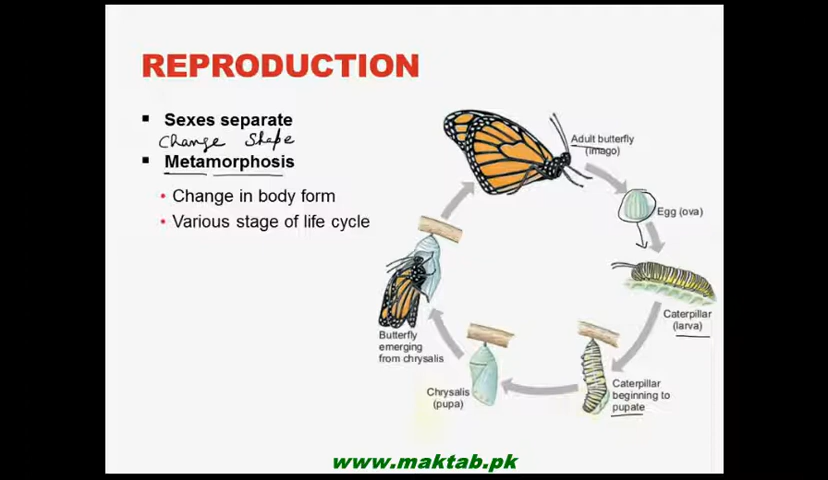 REPRODUCTION
▪ Sexes separate
Change Shape
▪ Metamorphosis
• Change in body form
• Various stage of life cycle
Adult butterfly
(imago)
Egg (ova)
Caterpillar
(larva)
Caterpillar
beginning to
pupate
Chrysalis
(pupa)
Butterfly
emerging
from chrysalis
www.maktab.pk